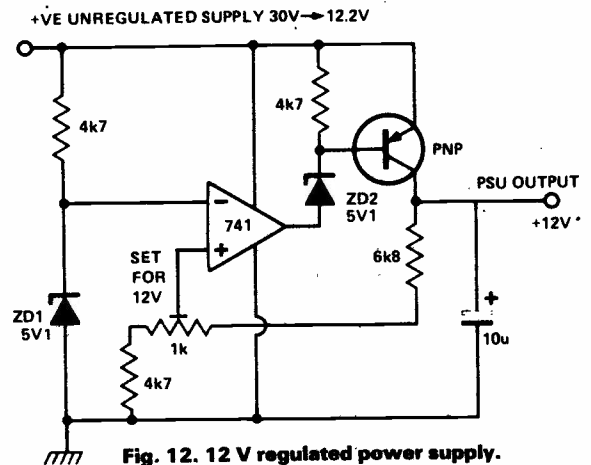 +VE UNREGULATED SUPPLY 30V→12.2V
4k7
4k7
PNP
PSU OUTPUT
+12V
ZD2
5V1
−
741
+
6k8
SET
FOR
12V
ZD1
5V1
1k
+
10u
4k7
Fig. 12. 12 V regulated power supply.